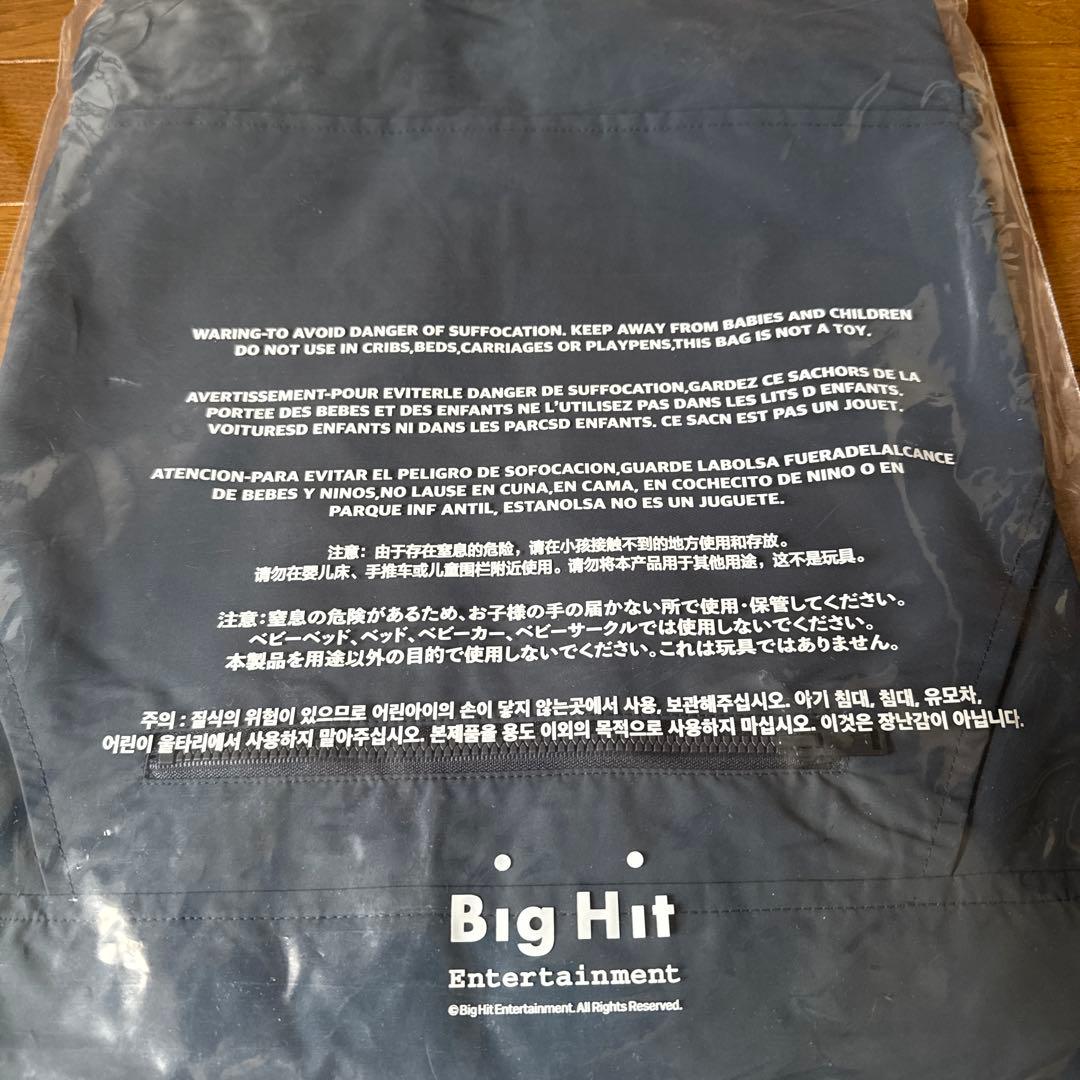 WARING-TO AVOID DANGER OF SUFFOCATION. KEEP AWAY FROM BABIES AND CHILDREN
DO NOT USE IN CRIBS,BEDS,CARRIAGES OR PLAYPENS,THIS BAG IS NOT A TOY.
AVERTISSEMENT-POUR EVITERLE DANGER DE SUFFOCATION,GARDEZ CE SACHORS DE LA
PORTEE DES BEBES ET DES ENFANTS NE L'UTILISEZ PAS DANS LES LITS D ENFANTS.
VOITURESD ENFANTS NI DANS LES PARCSD ENFANTS. CE SACN EST PAS UN JOUET.
ATENCION-PARA EVITAR EL PELIGRO DE SOFOCACION,GUARDE LABOLSA FUERADELALCANCE
DE BEBES Y NINOS,NO LAUSE EN CUNA,EN CAMA, EN COCHECITO DE NINO O EN
PARQUE INF ANTIL, ESTANOLSA NO ES UN JUGUETE.
注意：由于存在窒息的危险，请在小孩接触不到的地方使用和存放。
请勿在婴儿床、手推车或儿童围栏附近使用。请勿将本产品用于其他用途，这不是玩具。
注意：窒息の危険があるため、お子様の手の届かない所で使用・保管してください。
ベビーベッド、ベッド、ベビーカー、ベビーサークルでは使用しないでください。
本製品を用途以外の目的で使用しないでください。これは玩具ではありません。
주의 : 질식의 위험이 있으므로 어린아이의 손이 닿지 않는곳에서 사용, 보관해주십시오. 아기 침대, 침대, 유모차,
어린이 울타리에서 사용하지 말아주십시오. 본제품을 용도 이외의 목적으로 사용하지 마십시오. 이것은 장난감이 아닙니다.
Big Hit
Entertainment
© Big Hit Entertainment. All Rights Reserved.